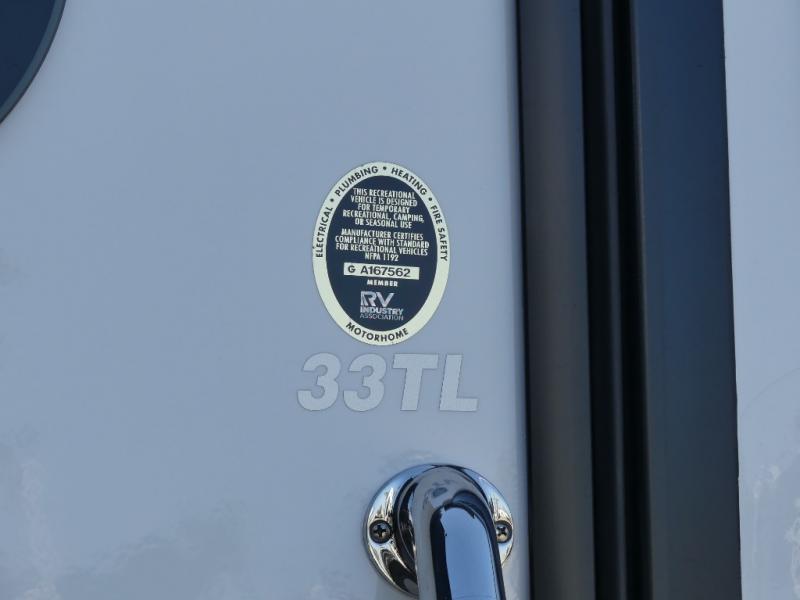 ELECTRICAL • PLUMBING • HEATING • FIRE SAFETY
THIS RECREATIONAL
VEHICLE IS DESIGNED
FOR TEMPORARY
RECREATIONAL, CAMPING,
OR SEASONAL USE
MANUFACTURER CERTIFIES
COMPLIANCE WITH STANDARD
FOR RECREATIONAL VEHICLES
NFPA 1192
G A167562
MEMBER
RV
INDUSTRY
ASSOCIATION
MOTORHOME
33TL